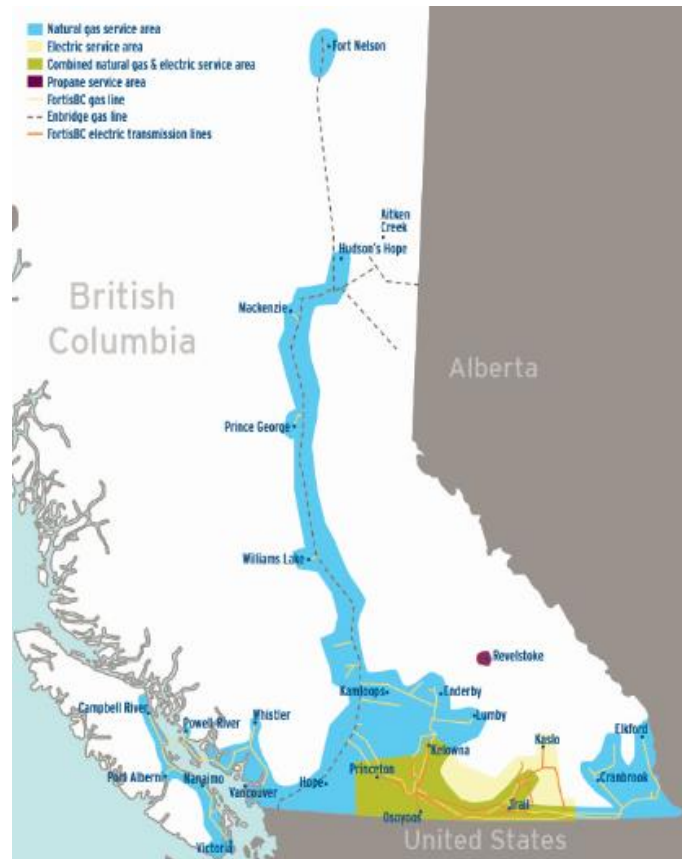 Natural gas service area
Electric service area
Combined natural gas & electric service area
Propane service area
FortisBC gas line
Enbridge gas line
FortisBC electric transmission lines
Fort Nelson
Aitken
Creek
Hudson's Hope
British
Columbia
Mackenzie
Alberta
Prince George
Williams Lake
Revelstoke
Kamloops
Enderby
Campbell River
Whistler
Lumby
Powell River
Elkford
Kaslo
Kelowna
Port Alberni
Nanaimo
Princeton
Cranbrook
Hope
Vancouver
Trail
Osoyoos
United States
Victoria